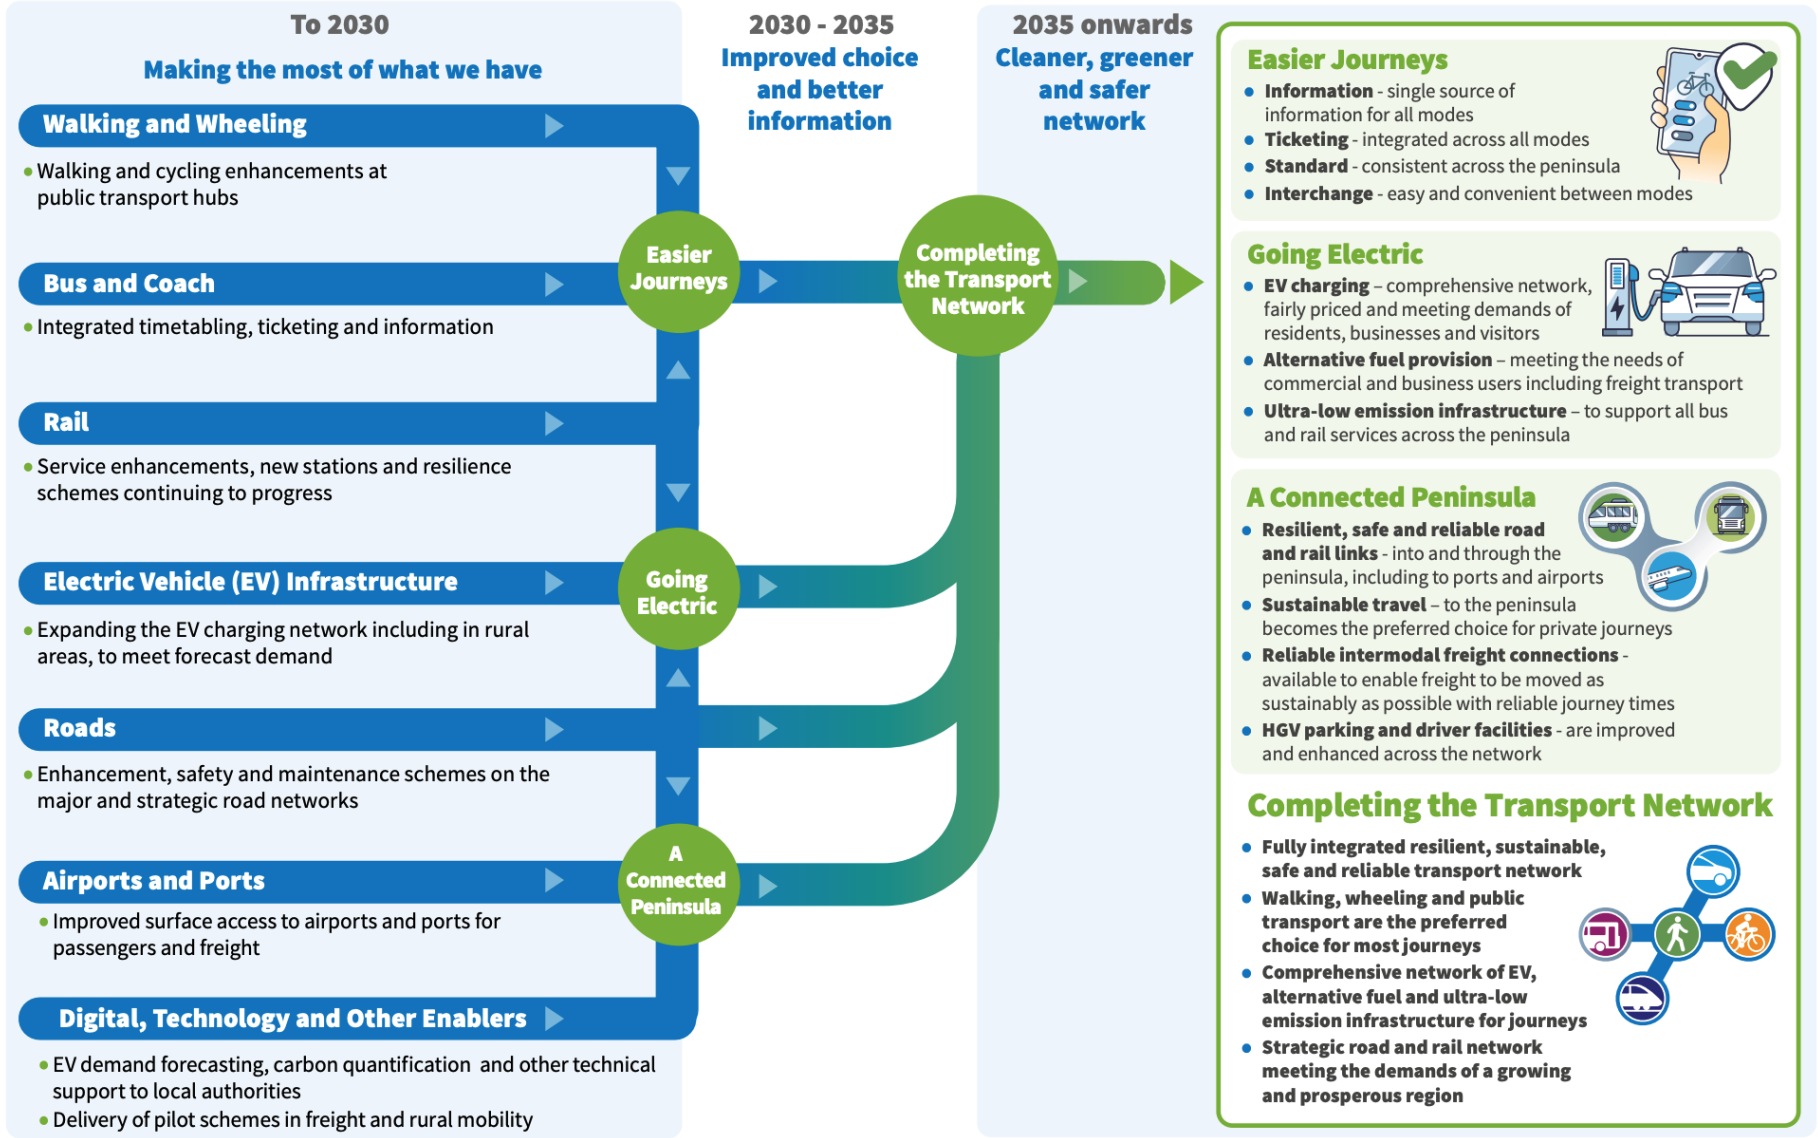 To 2030
Making the most of what we have
2030 - 2035
Improved choice
and better
information
2035 onwards
Cleaner, greener
and safer
network
Walking and Wheeling
• Walking and cycling enhancements at
public transport hubs
Bus and Coach
• Integrated timetabling, ticketing and information
Rail
• Service enhancements, new stations and resilience
schemes continuing to progress
Electric Vehicle (EV) Infrastructure
• Expanding the EV charging network including in rural
areas, to meet forecast demand
Roads
• Enhancement, safety and maintenance schemes on the
major and strategic road networks
Airports and Ports
• Improved surface access to airports and ports for
passengers and freight
Digital, Technology and Other Enablers
• EV demand forecasting, carbon quantification and other technical
support to local authorities
• Delivery of pilot schemes in freight and rural mobility
Easier
Journeys
Going
Electric
A
Connected
Peninsula
Completing
the Transport
Network
Easier Journeys
• Information - single source of
information for all modes
• Ticketing - integrated across all modes
• Standard - consistent across the peninsula
• Interchange - easy and convenient between modes
Going Electric
• EV charging – comprehensive network,
fairly priced and meeting demands of
residents, businesses and visitors
• Alternative fuel provision – meeting the needs of
commercial and business users including freight transport
• Ultra-low emission infrastructure – to support all bus
and rail services across the peninsula
A Connected Peninsula
• Resilient, safe and reliable road
and rail links - into and through the
peninsula, including to ports and airports
• Sustainable travel – to the peninsula
becomes the preferred choice for private journeys
• Reliable intermodal freight connections -
available to enable freight to be moved as
sustainably as possible with reliable journey times
• HGV parking and driver facilities - are improved
and enhanced across the network
Completing the Transport Network
• Fully integrated resilient, sustainable,
safe and reliable transport network
• Walking, wheeling and public
transport are the preferred
choice for most journeys
• Comprehensive network of EV,
alternative fuel and ultra-low
emission infrastructure for journeys
• Strategic road and rail network
meeting the demands of a growing
and prosperous region